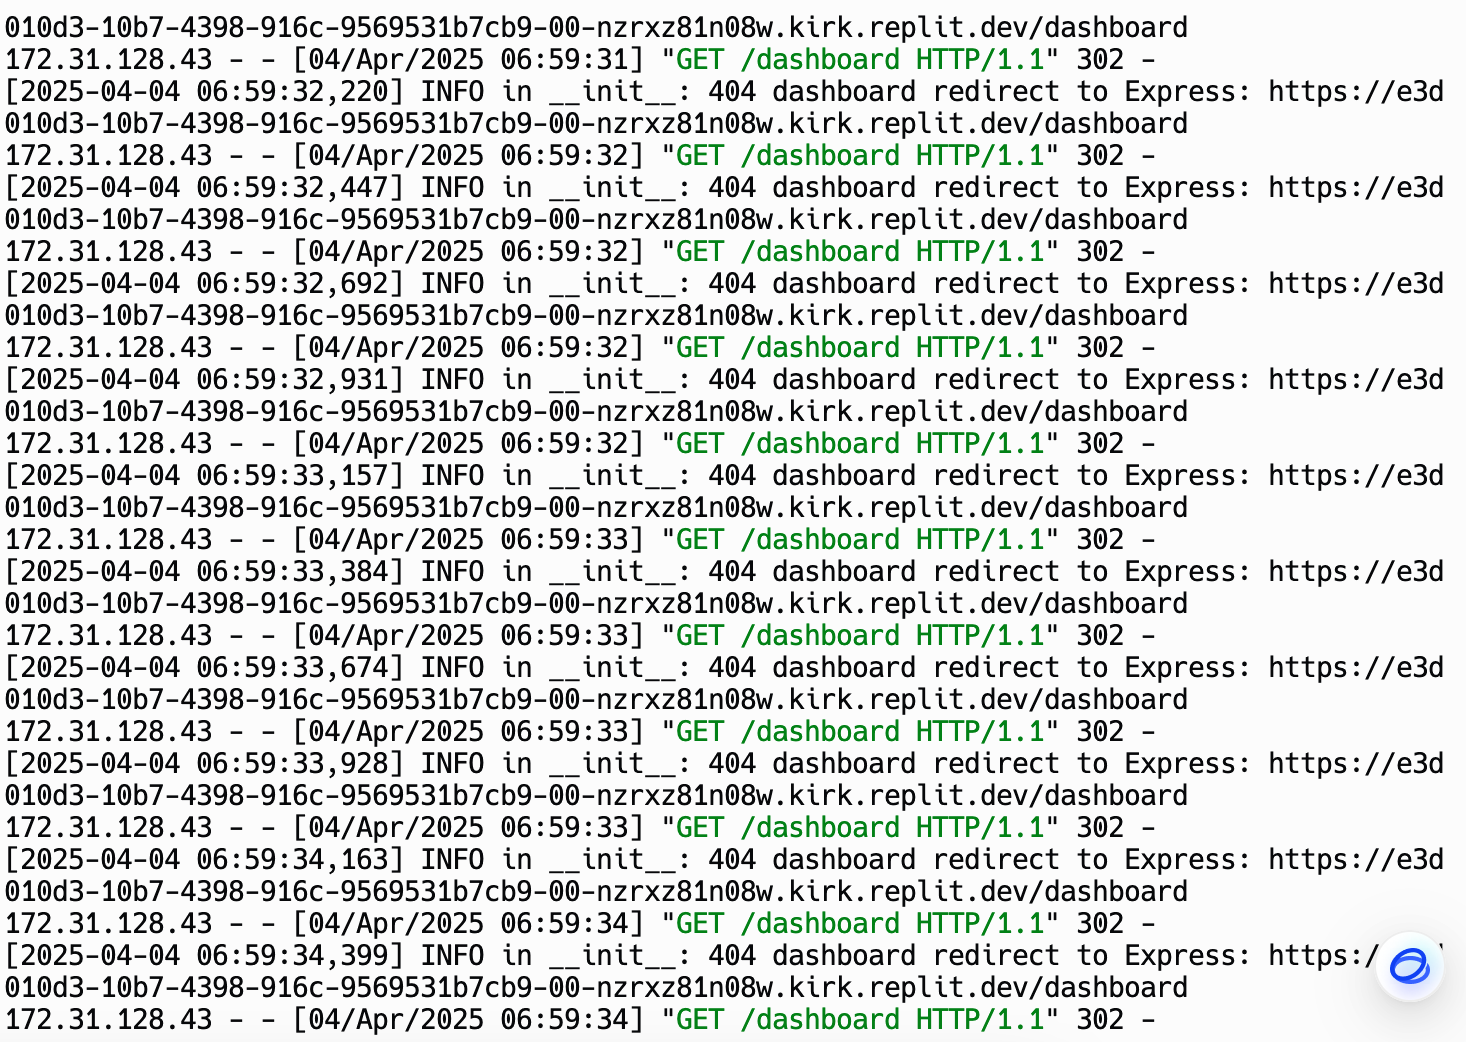 010d3-10b7-4398-916c-9569531b7cb9-00-nzrxz81n08w.kirk.replit.dev/dashboard
172.31.128.43 - - [04/Apr/2025 06:59:31] "GET /dashboard HTTP/1.1" 302 -
[2025-04-04 06:59:32,220] INFO in __init__: 404 dashboard redirect to Express: https://e3d
010d3-10b7-4398-916c-9569531b7cb9-00-nzrxz81n08w.kirk.replit.dev/dashboard
172.31.128.43 - - [04/Apr/2025 06:59:32] "GET /dashboard HTTP/1.1" 302 -
[2025-04-04 06:59:32,447] INFO in __init__: 404 dashboard redirect to Express: https://e3d
010d3-10b7-4398-916c-9569531b7cb9-00-nzrxz81n08w.kirk.replit.dev/dashboard
172.31.128.43 - - [04/Apr/2025 06:59:32] "GET /dashboard HTTP/1.1" 302 -
[2025-04-04 06:59:32,692] INFO in __init__: 404 dashboard redirect to Express: https://e3d
010d3-10b7-4398-916c-9569531b7cb9-00-nzrxz81n08w.kirk.replit.dev/dashboard
172.31.128.43 - - [04/Apr/2025 06:59:32] "GET /dashboard HTTP/1.1" 302 -
[2025-04-04 06:59:32,931] INFO in __init__: 404 dashboard redirect to Express: https://e3d
010d3-10b7-4398-916c-9569531b7cb9-00-nzrxz81n08w.kirk.replit.dev/dashboard
172.31.128.43 - - [04/Apr/2025 06:59:32] "GET /dashboard HTTP/1.1" 302 -
[2025-04-04 06:59:33,157] INFO in __init__: 404 dashboard redirect to Express: https://e3d
010d3-10b7-4398-916c-9569531b7cb9-00-nzrxz81n08w.kirk.replit.dev/dashboard
172.31.128.43 - - [04/Apr/2025 06:59:33] "GET /dashboard HTTP/1.1" 302 -
[2025-04-04 06:59:33,384] INFO in __init__: 404 dashboard redirect to Express: https://e3d
010d3-10b7-4398-916c-9569531b7cb9-00-nzrxz81n08w.kirk.replit.dev/dashboard
172.31.128.43 - - [04/Apr/2025 06:59:33] "GET /dashboard HTTP/1.1" 302 -
[2025-04-04 06:59:33,674] INFO in __init__: 404 dashboard redirect to Express: https://e3d
010d3-10b7-4398-916c-9569531b7cb9-00-nzrxz81n08w.kirk.replit.dev/dashboard
172.31.128.43 - - [04/Apr/2025 06:59:33] "GET /dashboard HTTP/1.1" 302 -
[2025-04-04 06:59:33,928] INFO in __init__: 404 dashboard redirect to Express: https://e3d
010d3-10b7-4398-916c-9569531b7cb9-00-nzrxz81n08w.kirk.replit.dev/dashboard
172.31.128.43 - - [04/Apr/2025 06:59:33] "GET /dashboard HTTP/1.1" 302 -
[2025-04-04 06:59:34,163] INFO in __init__: 404 dashboard redirect to Express: https://e3d
010d3-10b7-4398-916c-9569531b7cb9-00-nzrxz81n08w.kirk.replit.dev/dashboard
172.31.128.43 - - [04/Apr/2025 06:59:34] "GET /dashboard HTTP/1.1" 302 -
[2025-04-04 06:59:34,399] INFO in __init__: 404 dashboard redirect to Express: https:/
010d3-10b7-4398-916c-9569531b7cb9-00-nzrxz81n08w.kirk.replit.dev/dashboard
172.31.128.43 - - [04/Apr/2025 06:59:34] "GET /dashboard HTTP/1.1" 302 -